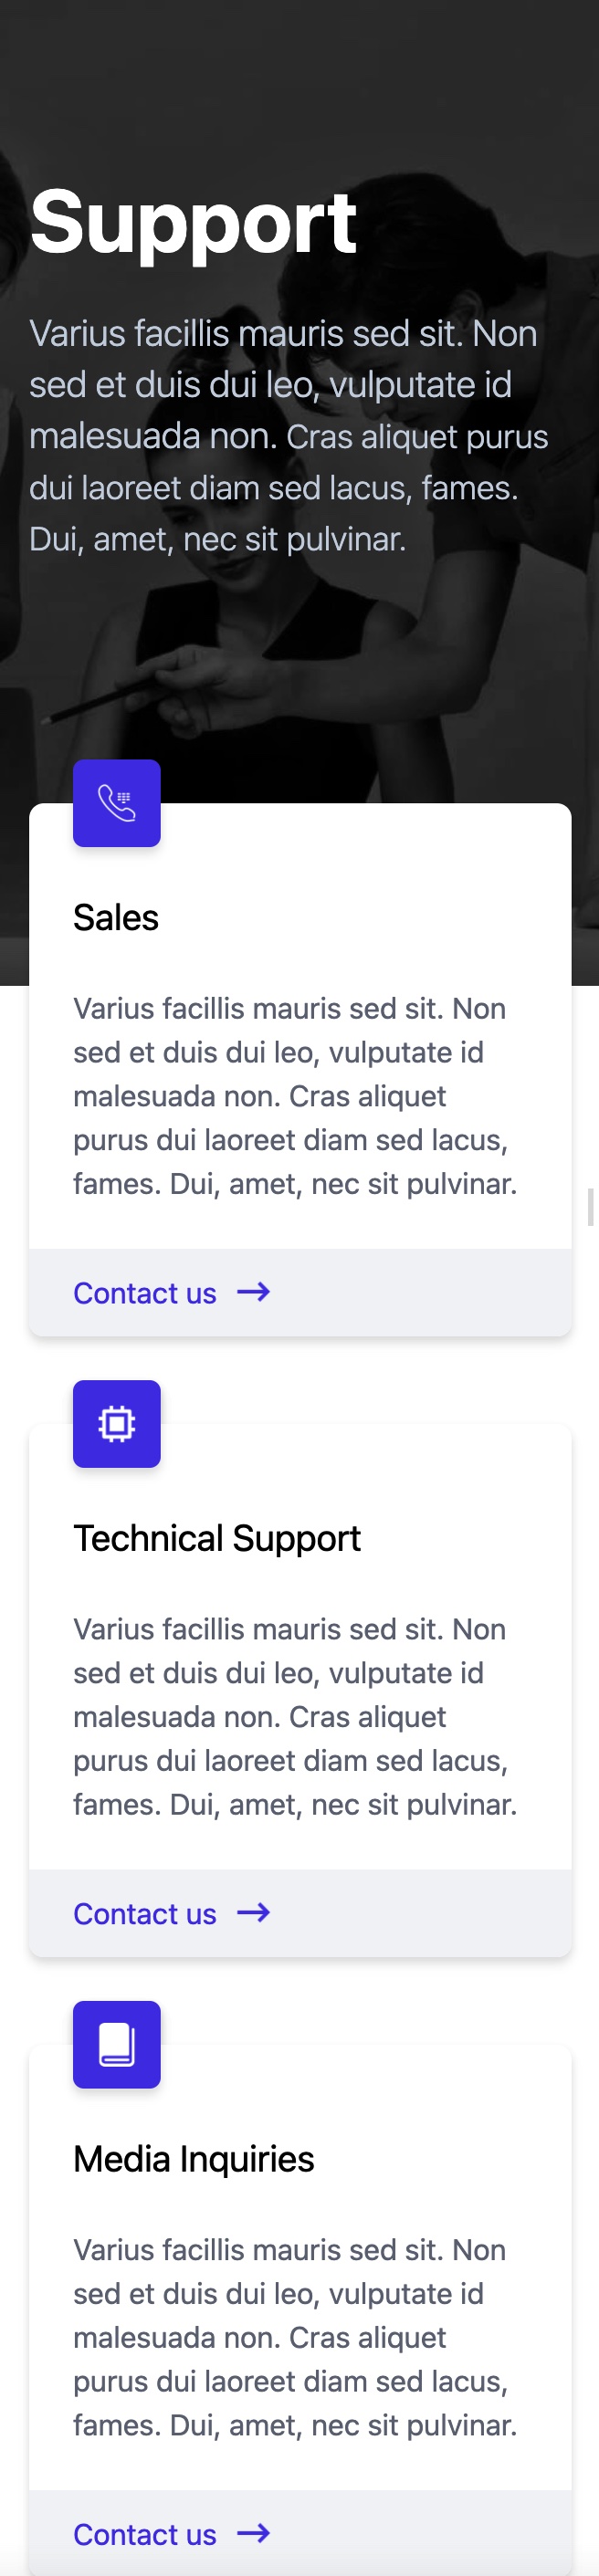 Support
Varius facillis mauris sed sit. Non
sed et duis dui leo, vulputate id
malesuada non. Cras aliquet purus
dui laoreet diam sed lacus, fames.
Dui, amet, nec sit pulvinar.
Sales
Varius facillis mauris sed sit. Non
sed et duis dui leo, vulputate id
malesuada non. Cras aliquet
purus dui laoreet diam sed lacus,
fames. Dui, amet, nec sit pulvinar.
Contact us →
Technical Support
Varius facillis mauris sed sit. Non
sed et duis dui leo, vulputate id
malesuada non. Cras aliquet
purus dui laoreet diam sed lacus,
fames. Dui, amet, nec sit pulvinar.
Contact us →
Media Inquiries
Varius facillis mauris sed sit. Non
sed et duis dui leo, vulputate id
malesuada non. Cras aliquet
purus dui laoreet diam sed lacus,
fames. Dui, amet, nec sit pulvinar.
Contact us →